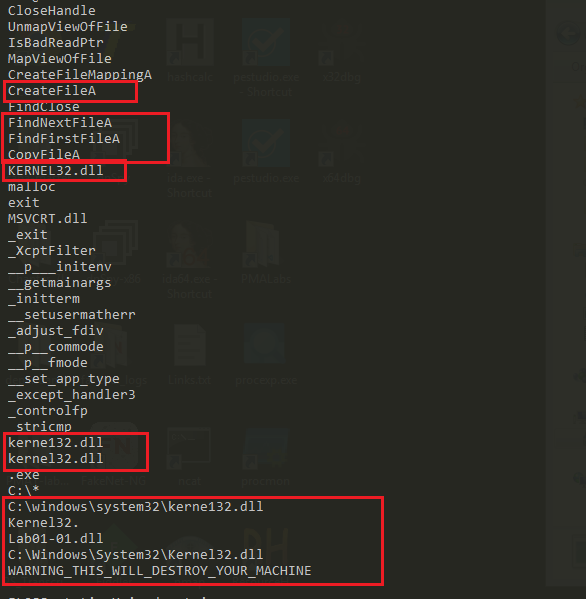 CloseHandle
UnmapViewOfFile
IsBadReadPtr
MapViewOfFile
CreateFileMappingA
CreateFileA
FindClose
FindNextFileA
FindFirstFileA
CopyFileA
KERNEL32.dll
malloc
exit
MSVCRT.dll
_exit
_XcptFilter
__p___initenv
__getmainargs
_initterm
__setusermatherr
_adjust_fdiv
__p__commode
__p__fmode
__set_app_type
_except_handler3
_controlfp
_stricmp
kerne132.dll
kernel32.dll
.exe
C:\*
C:\windows\system32\kerne132.dll
Kernel32.
Lab01-01.dll
C:\Windows\System32\Kernel32.dll
WARNING_THIS_WILL_DESTROY_YOUR_MACHINE